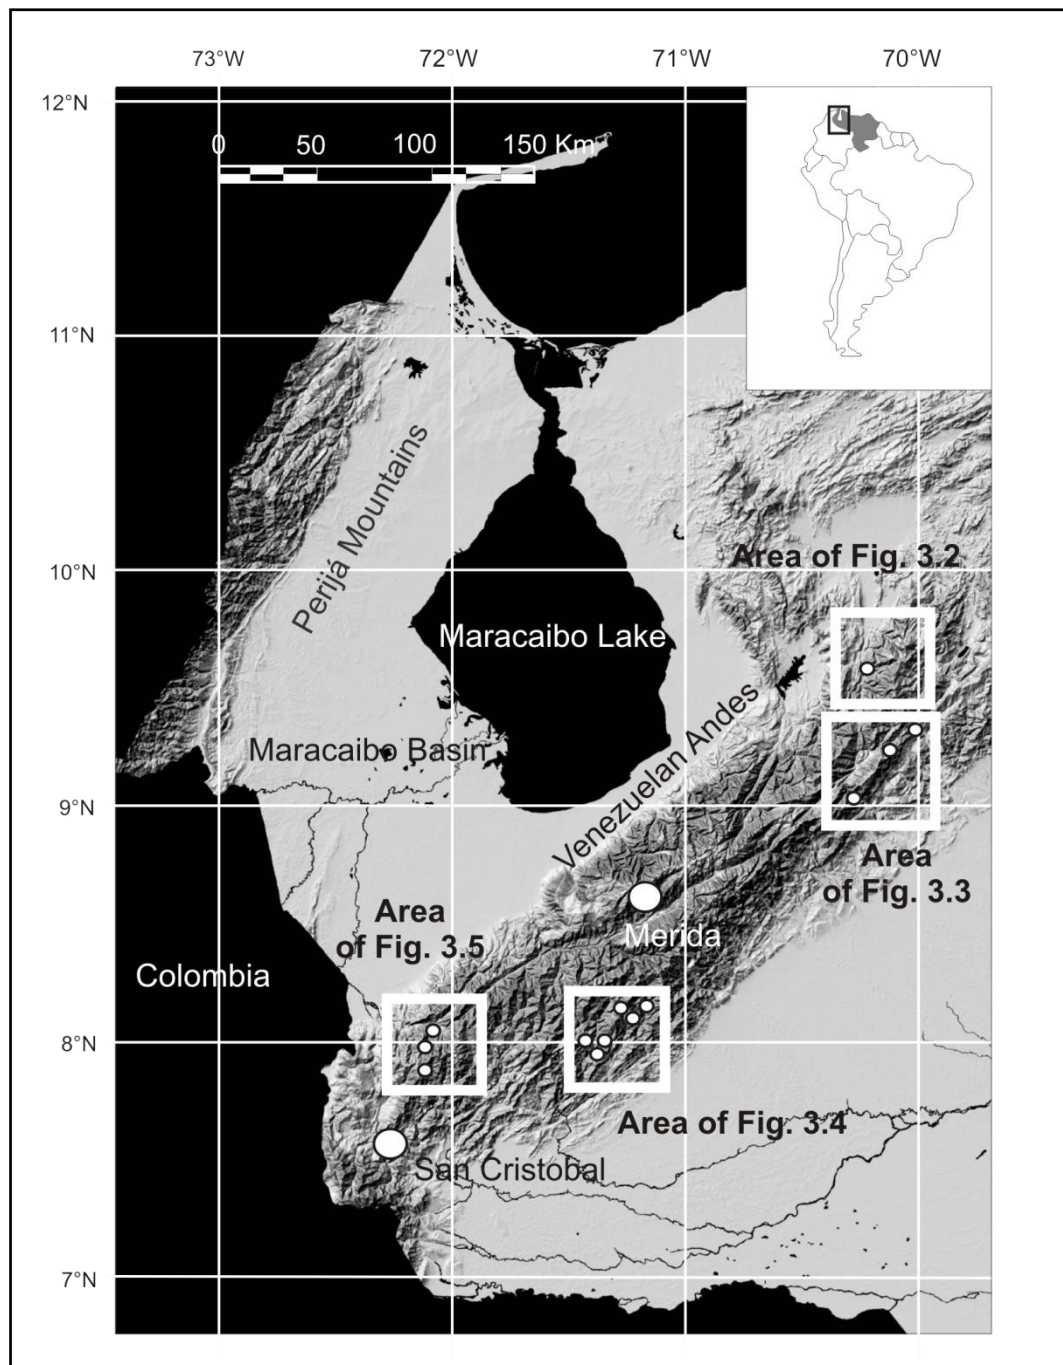 73°W 72°W 71°W 70°W
12°N
0 50 100 150 Km
11°N
Perijá Mountains
10°N
Area of Fig. 3.2
Maracaibo Lake
Maracaibo Basin
Venezuelan Andes
9°N
Area
of Fig. 3.3
Area
of Fig. 3.5
Merida
Colombia
8°N
Area of Fig. 3.4
San Cristobal
7°N